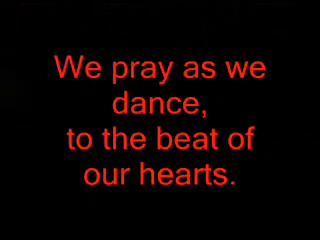 We pray as we
dance,
to the beat of
our hearts.